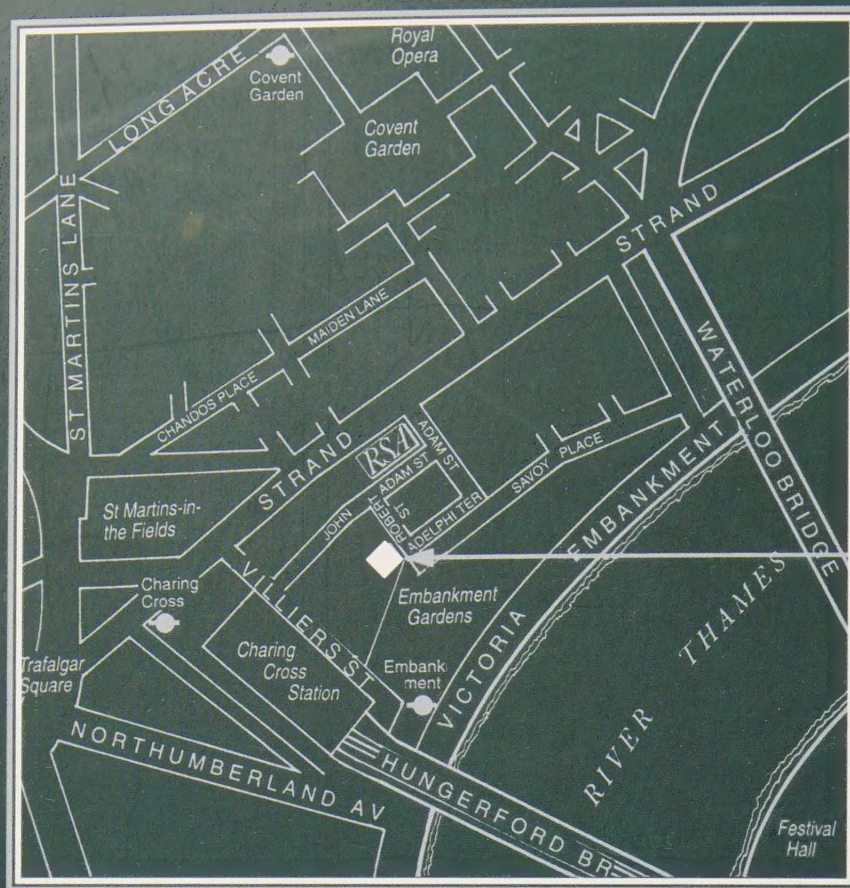 Royal
Opera
LONG ACRE
Covent
Garden
Covent
Garden
ST MARTINS LANE
STRAND
MAIDEN LANE
CHANDOS PLACE
WATERLOO BRIDGE
STRAND
RSA
ADAM ST
JOHN ADAM ST
ROBERT ST
ADELPHI TER
SAVOY PLACE
St Martins-in-
the Fields
VICTORIA EMBANKMENT
Charing
Cross
VILLIERS ST
Embankment
Gardens
RIVER THAMES
Charing
Cross
Station
Embank
ment
Trafalgar
Square
NORTHUMBERLAND AV
HUNGERFORD BR
Festival
Hall